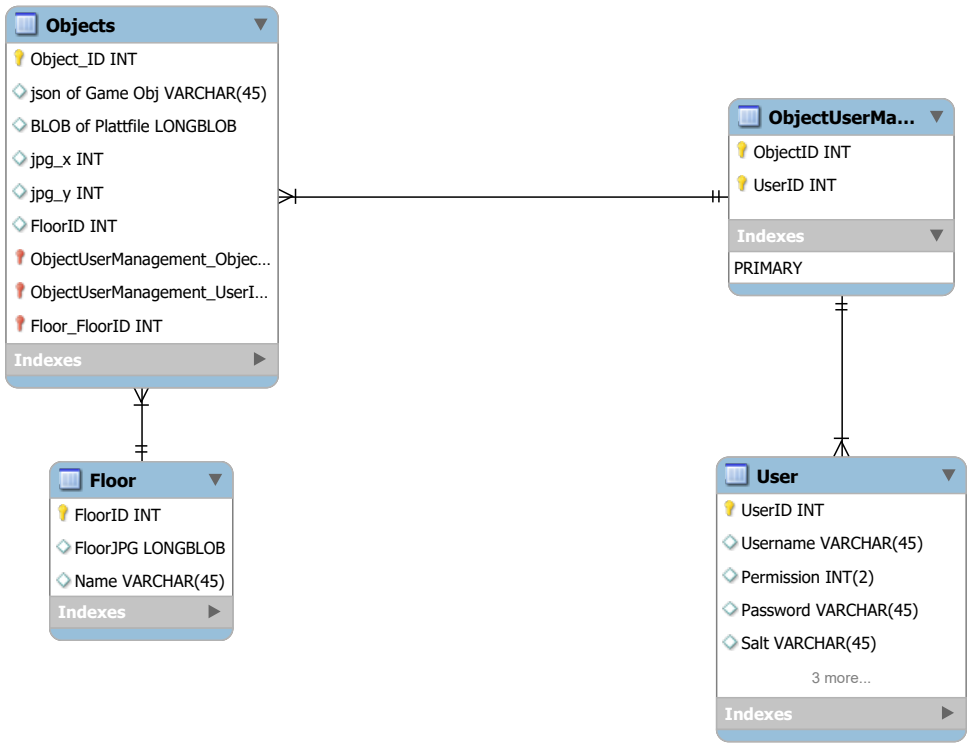 Objects
Object_ID INT
json of Game Obj VARCHAR(45)
BLOB of Plattfile LONGBLOB
jpg_x INT
jpg_y INT
FloorID INT
ObjectUserManagement_Objec...
ObjectUserManagement_UserI...
Floor_FloorID INT
Indexes
ObjectUserMa...
ObjectID INT
UserID INT
Indexes
PRIMARY
Floor
FloorID INT
FloorJPG LONGBLOB
Name VARCHAR(45)
Indexes
User
UserID INT
Username VARCHAR(45)
Permission INT(2)
Password VARCHAR(45)
Salt VARCHAR(45)
3 more...
Indexes